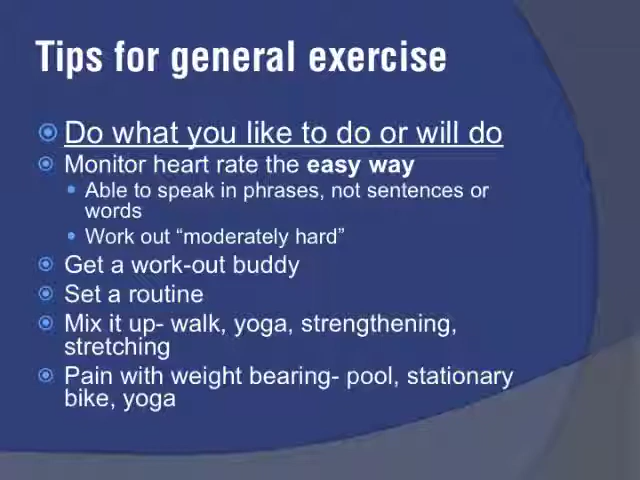 Tips for general exercise
Do what you like to do or will do
Monitor heart rate the easy way
Able to speak in phrases, not sentences or
words
Work out “moderately hard”
Get a work-out buddy
Set a routine
Mix it up- walk, yoga, strengthening,
stretching
Pain with weight bearing- pool, stationary
bike, yoga